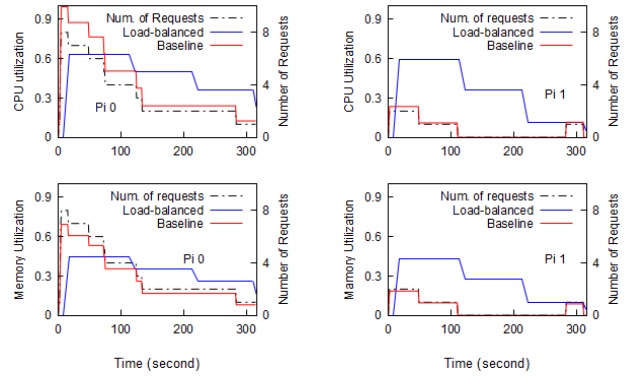 CPU Utilization
0.9
0.6
0.3
0
Num. of Requests
Load-balanced
Baseline
Pi 0
8
4
0
Number of Requests
0
100
200
300
CPU Utilization
0.9
0.6
0.3
0
Num. of Requests
Load-balanced
Baseline
Pi 1
8
4
0
Number of Requests
0
100
200
300
Mamory Utilization
0.9
0.6
0.3
0
Num. of requests
Load-balanced
Baseline
Pi 0
8
4
0
Number of Requests
0
100
200
300
Time (second)
Mamory Utilization
0.9
0.6
0.3
0
Num. of requests
Load-balanced
Baseline
Pi 1
8
4
0
Number of Requests
0
100
200
300
Time (second)